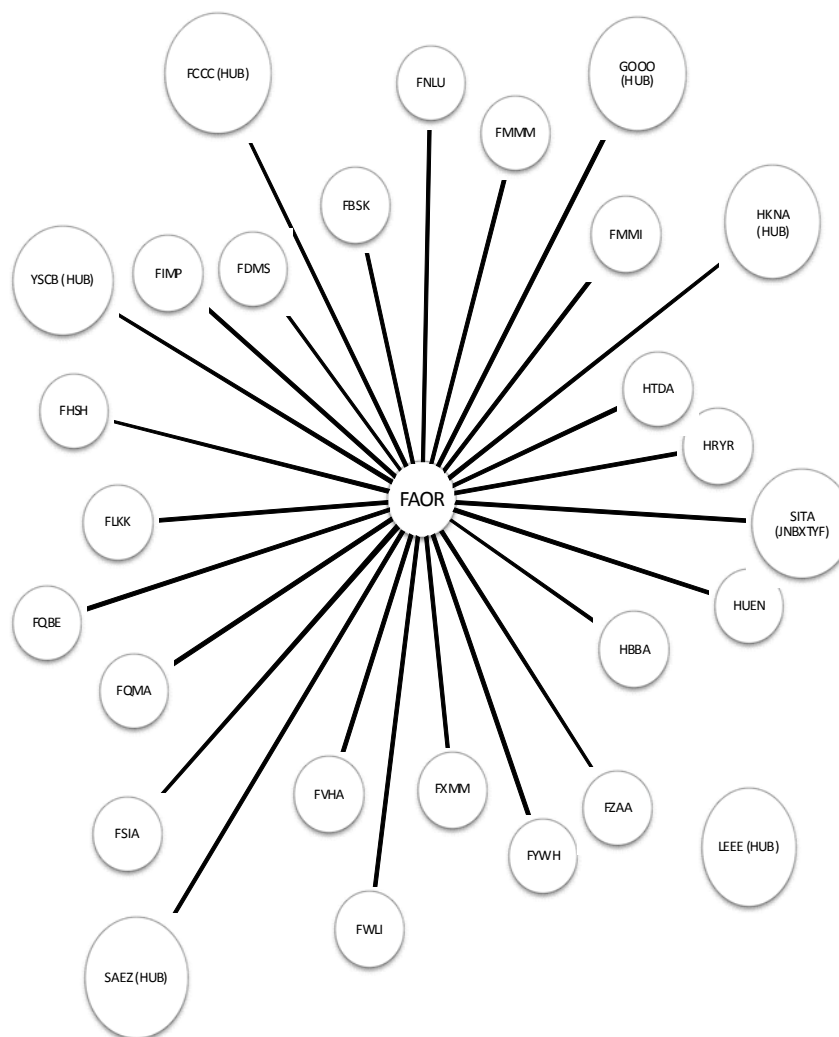 FCCC (HUB)
FNLU
GOOO
(HUB)
FMMM
FBSK
HKNA
(HUB)
FMMI
YSCB (HUB)
FIMP
FDMS
HTDA
FHSH
HRYR
FAOR
FLKK
SITA
(JNBXTYF)
FQBE
HUEN
HBBA
FQMA
FVHA
FXMM
FZAA
FSIA
FYWH
LEEE (HUB)
FWLI
SAEZ (HUB)